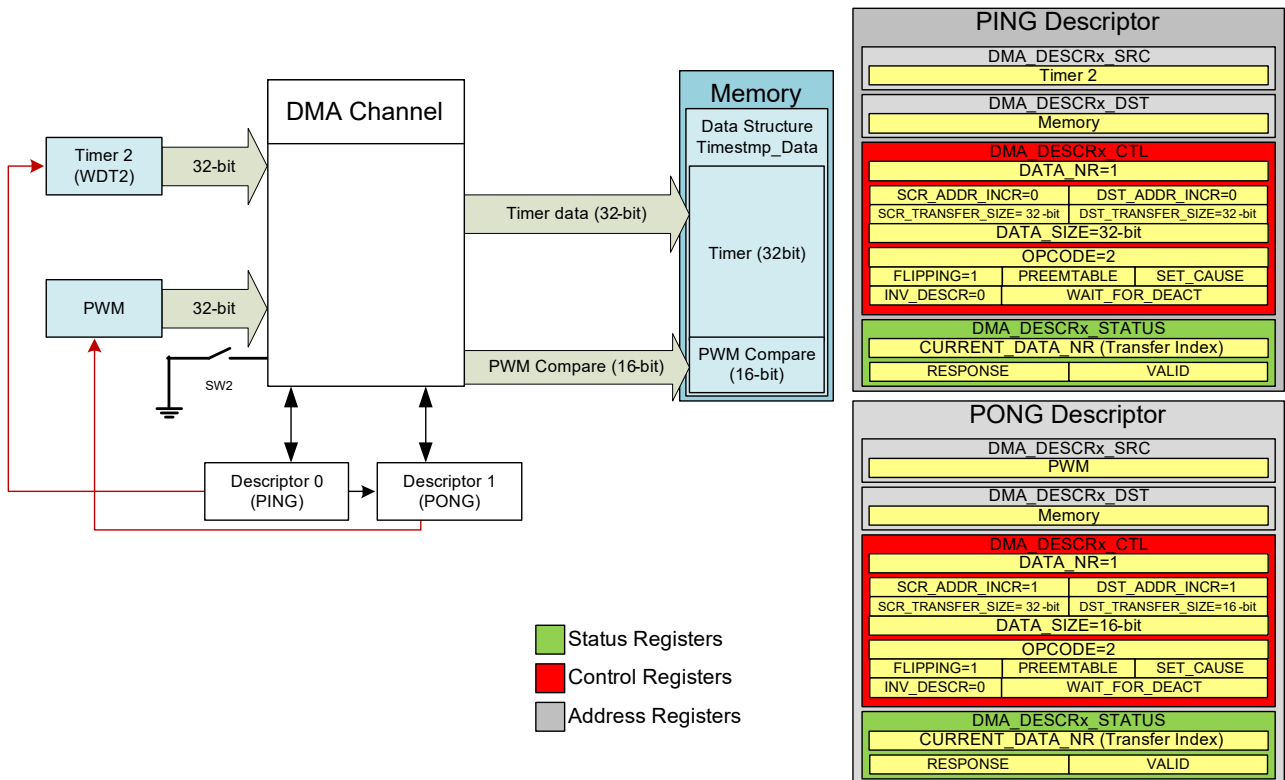 DMA Channel
Timer 2
(WDT2)
32-bit
PWM
32-bit
SW2
Timer data (32-bit)
PWM Compare (16-bit)
Memory
Data Structure
Timestmp_Data
Timer (32bit)
PWM Compare
(16-bit)
Descriptor 0
(PING)
Descriptor 1
(PONG)
Status Registers
Control Registers
Address Registers
PING Descriptor
DMA_DESCRx_SRC
Timer 2
DMA_DESCRx_DST
Memory
DMA_DESCRx_CTL
DATA_NR=1
SCR_ADDR_INCR=0 DST_ADDR_INCR=0
SCR_TRANSFER_SIZE= 32-bit DST_TRANSFER_SIZE=32-bit
DATA_SIZE=32-bit
OPCODE=2
FLIPPING=1 PREEMTABLE SET_CAUSE
INV_DESCR=0 WAIT_FOR_DEACT
DMA_DESCRx_STATUS
CURRENT_DATA_NR (Transfer Index)
RESPONSE VALID
PONG Descriptor
DMA_DESCRx_SRC
PWM
DMA_DESCRx_DST
Memory
DMA_DESCRx_CTL
DATA_NR=1
SCR_ADDR_INCR=1 DST_ADDR_INCR=1
SCR_TRANSFER_SIZE= 32-bit DST_TRANSFER_SIZE=16-bit
DATA_SIZE=16-bit
OPCODE=2
FLIPPING=1 PREEMTABLE SET_CAUSE
INV_DESCR=0 WAIT_FOR_DEACT
DMA_DESCRx_STATUS
CURRENT_DATA_NR (Transfer Index)
RESPONSE VALID